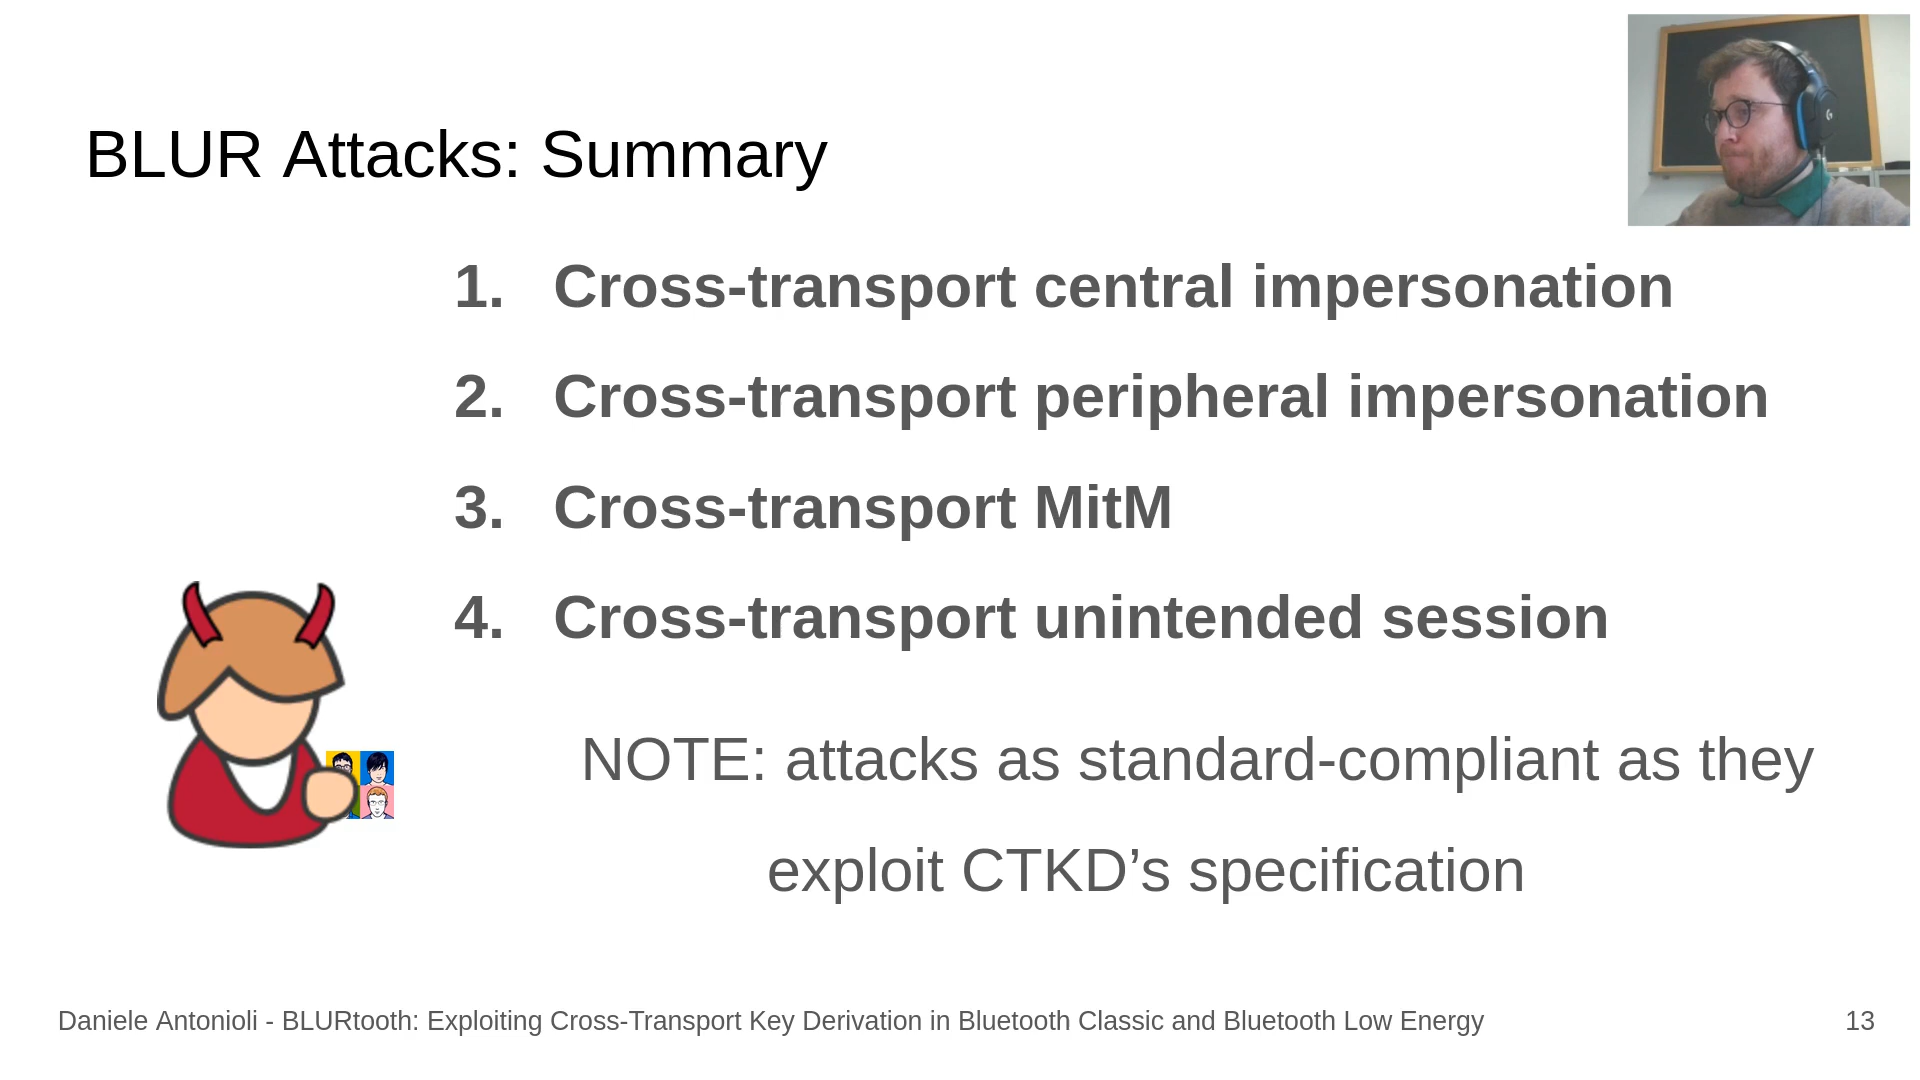 BLUR Attacks: Summary
1. Cross-transport central impersonation
2. Cross-transport peripheral impersonation
3. Cross-transport MitM
4. Cross-transport unintended session
NOTE: attacks as standard-compliant as they
exploit CTKD’s specification
Daniele Antonioli - BLURtooth: Exploiting Cross-Transport Key Derivation in Bluetooth Classic and Bluetooth Low Energy 13